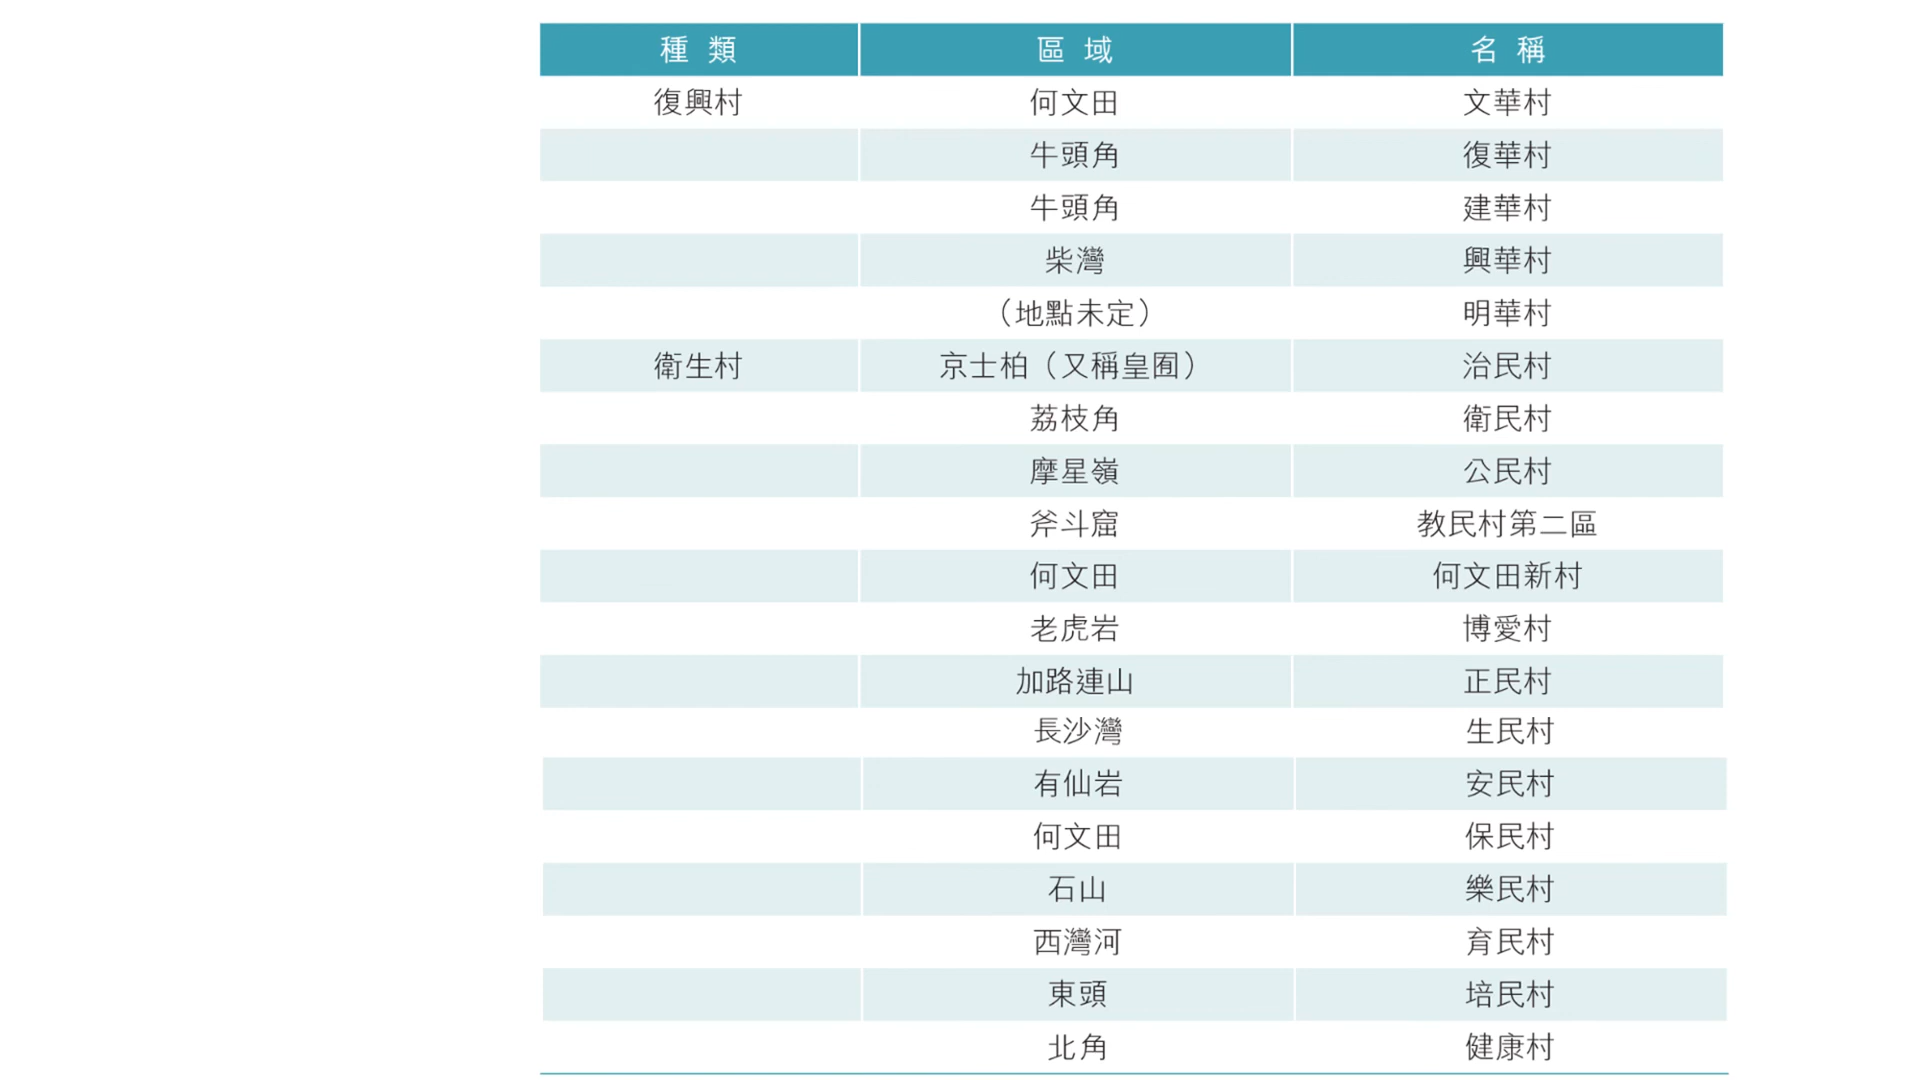 種類 區域 名稱
復興村 何文田 文華村
牛頭角 復華村
牛頭角 建華村
柴灣 興華村
（地點未定） 明華村
衛生村 京士柏（又稱皇囿） 治民村
荔枝角 衛民村
摩星嶺 公民村
斧斗窟 教民村第二區
何文田 何文田新村
老虎岩 博愛村
加路連山 正民村
長沙灣 生民村
有仙岩 安民村
何文田 保民村
石山 樂民村
西灣河 育民村
東頭 培民村
北角 健康村